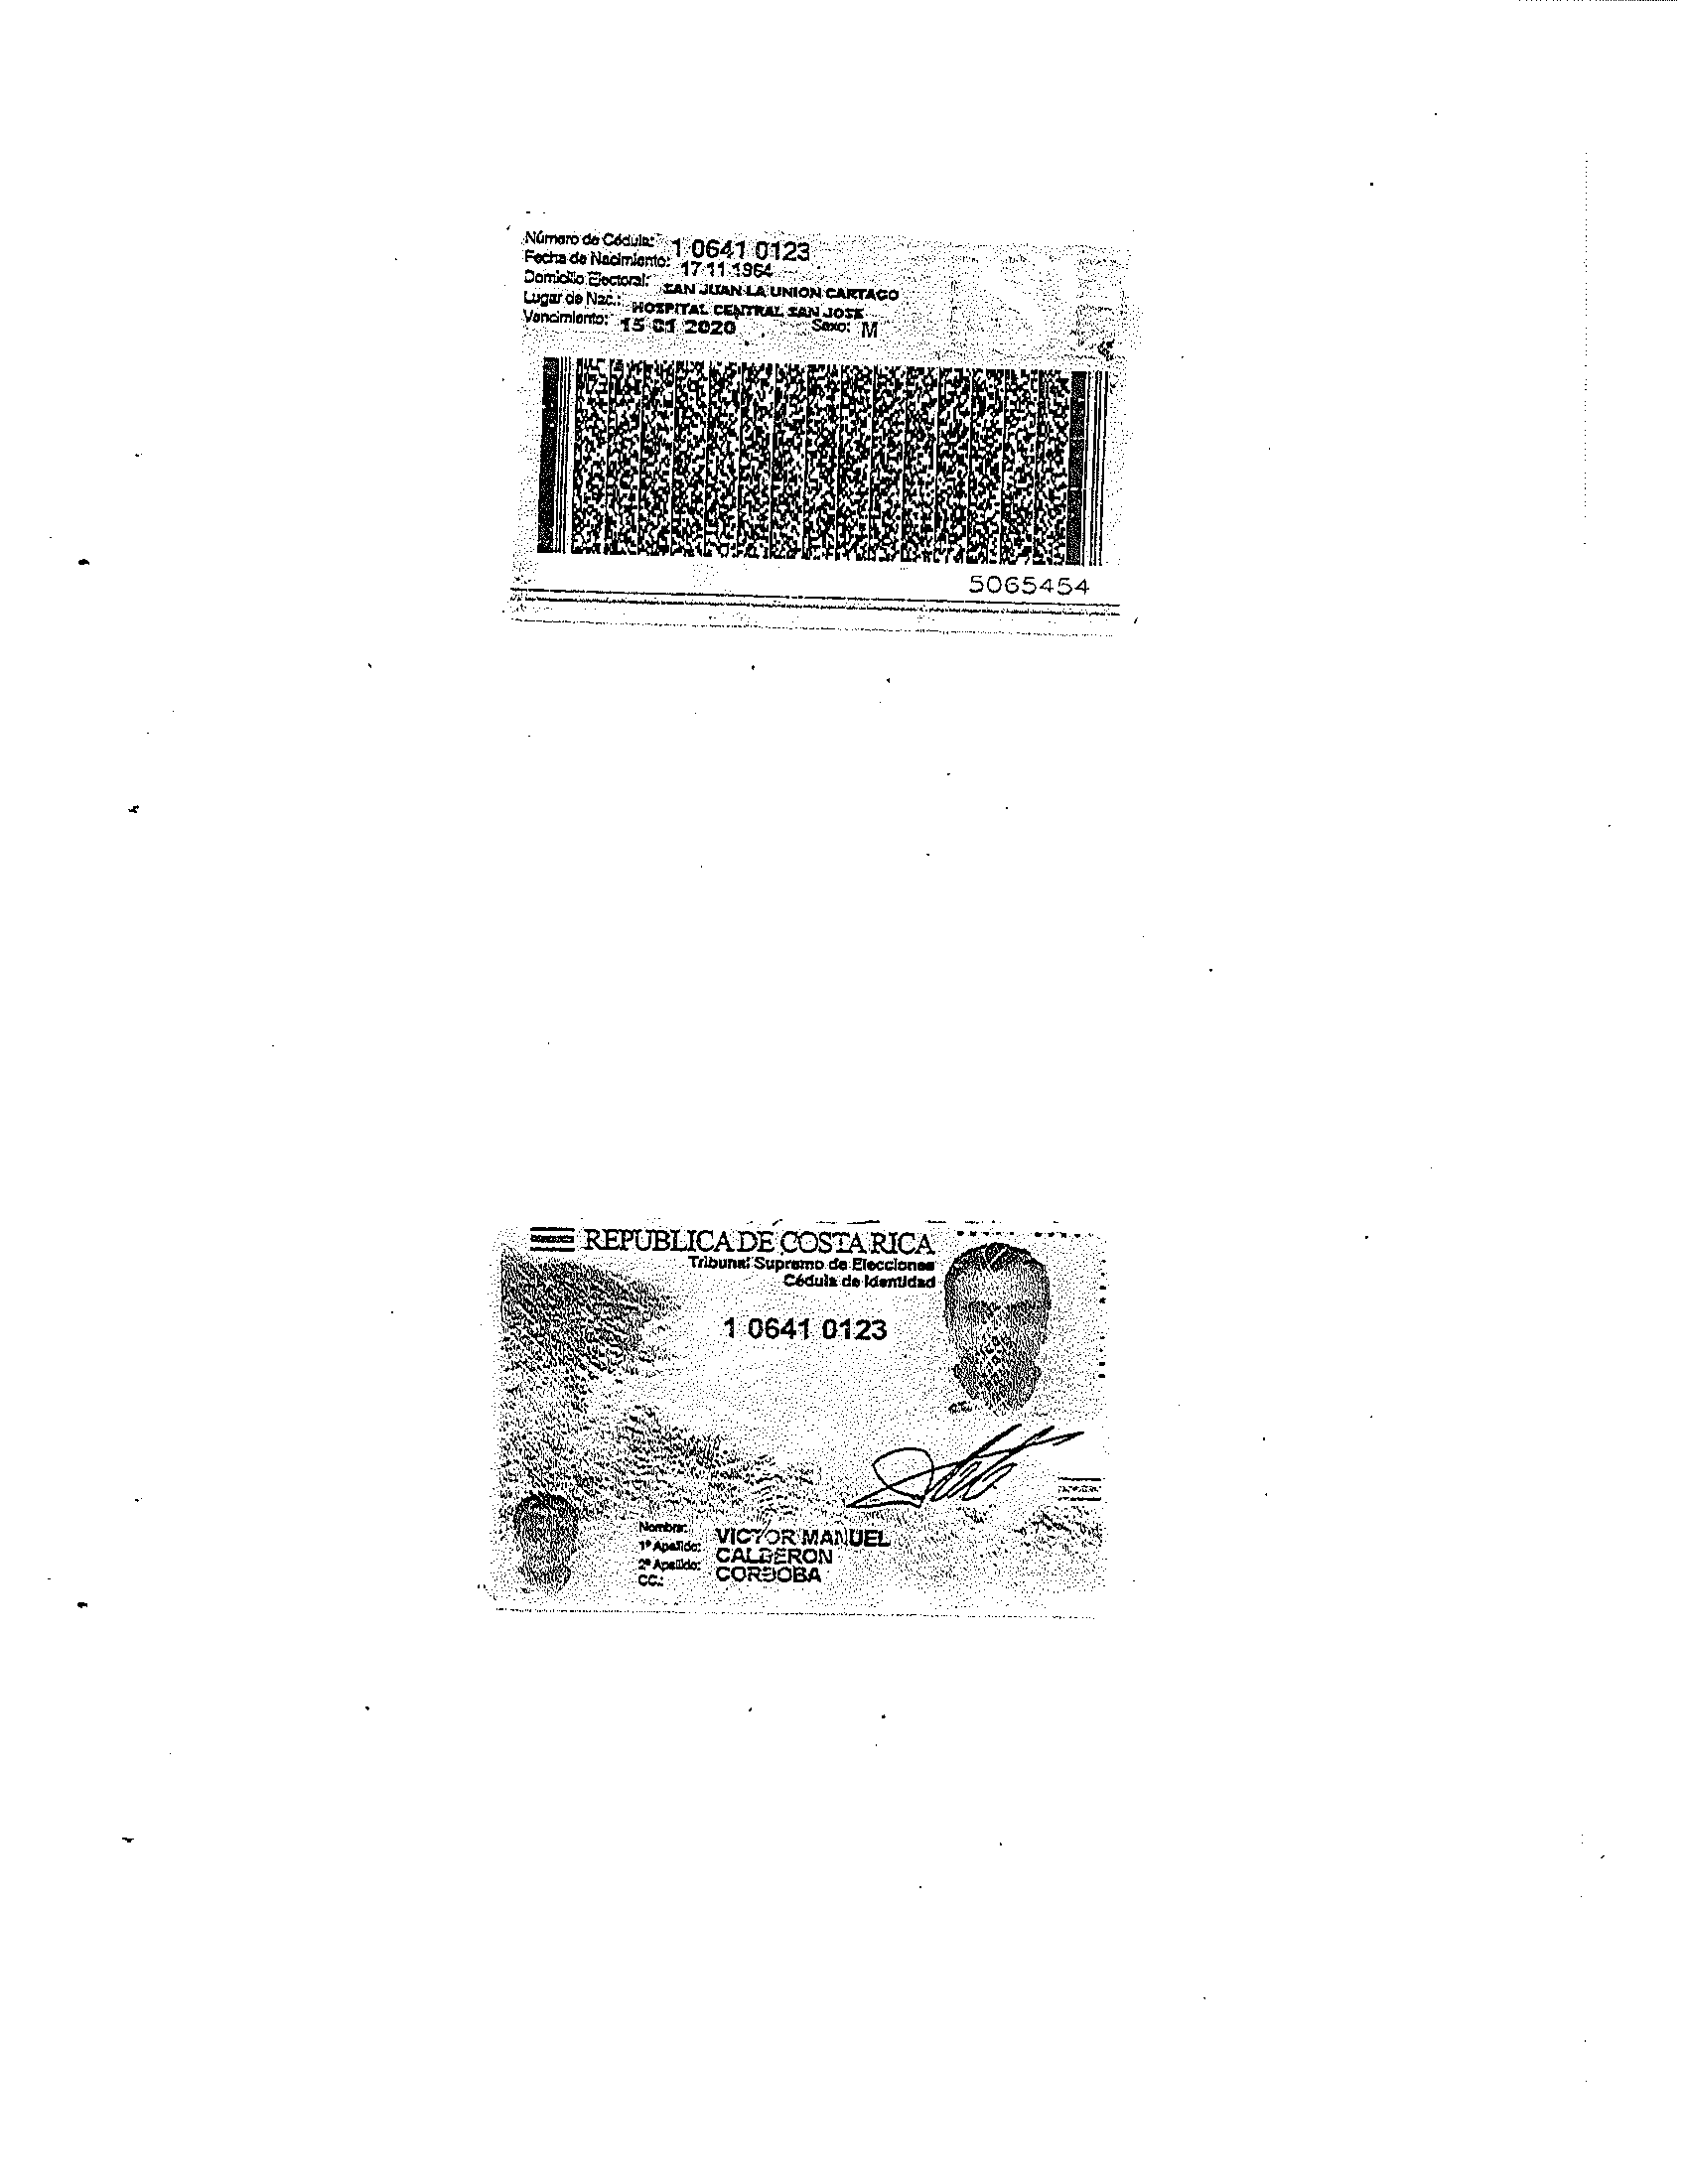 Número de Cédula: 1 0641 0123
Fecha de Nacimiento: 17 11 1964
Domicilio Electoral: SAN JUAN LA UNION CARTAGO
Lugar de Nac.: HOSPITAL CENTRAL SAN JOSE
Vencimiento: 15 01 2020 Sexo: M
5065454
REPUBLICA DE COSTA RICA
Tribunal Supremo de Elecciones
Cédula de Identidad
1 0641 0123
Nombre: VICTOR MANUEL
1° Apellido: CALDERON
2° Apellido: CORDOBA
CC.: